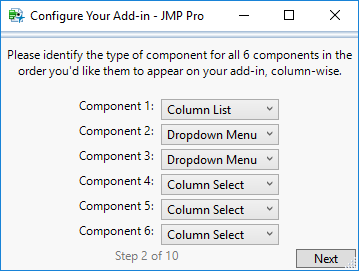 Configure Your Add-in - JMP Pro
Please identify the type of component for all 6 components in the
order you'd like them to appear on your add-in, column-wise.
Component 1: Column List
Component 2: Dropdown Menu
Component 3: Dropdown Menu
Component 4: Column Select
Component 5: Column Select
Component 6: Column Select
Step 2 of 10
Next